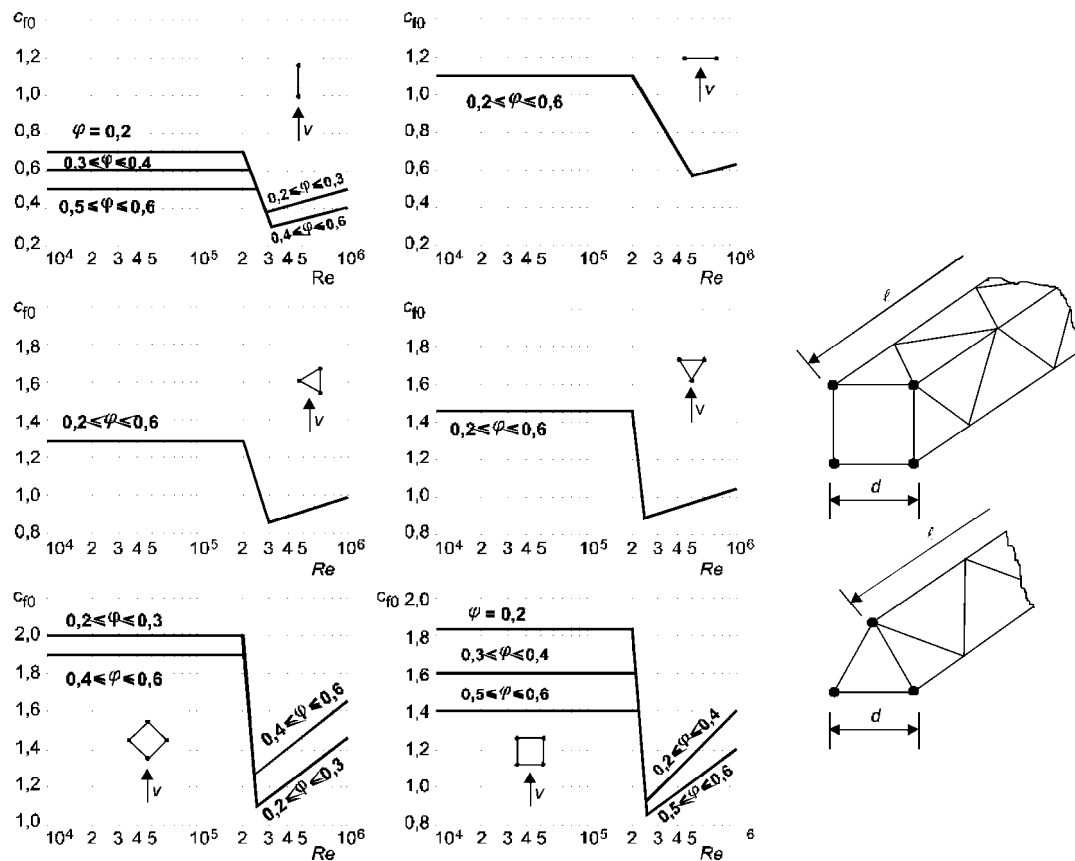 c_f0
1,2
1,0
0,8
0,6
0,4
0,2
v
φ = 0,2
0,3 ⩽ φ ⩽ 0,4
0,5 ⩽ φ ⩽ 0,6
0,2 ⩽ φ ⩽ 0,3
0,4 ⩽ φ ⩽ 0,6
10⁴ 2 3 4 5 10⁵ 2 3 4 5 10⁶
Re
c_f0
1,2
1,0
0,8
0,6
0,4
0,2
v
0,2 ⩽ φ ⩽ 0,6
10⁴ 2 3 4 5 10⁵ 2 3 4 5 10⁶
Re
c_f0
1,8
1,6
1,4
1,2
1,0
0,8
v
0,2 ⩽ φ ⩽ 0,6
10⁴ 2 3 4 5 10⁵ 2 3 4 5 10⁶
Re
c_f0
1,8
1,6
1,4
1,2
1,0
0,8
v
0,2 ⩽ φ ⩽ 0,6
10⁴ 2 3 4 5 10⁵ 2 3 4 5 10⁶
Re
ℓ
d
ℓ
d
c_f0
2,0
1,8
1,6
1,4
1,2
1,0
0,2 ⩽ φ ⩽ 0,3
0,4 ⩽ φ ⩽ 0,6
v
0,4 ⩽ φ ⩽ 0,6
0,2 ⩽ φ ⩽ 0,3
10⁴ 2 3 4 5 10⁵ 2 3 4 5 10⁶
Re
c_f0
2,0
1,8
1,6
1,4
1,2
1,0
0,8
φ = 0,2
0,3 ⩽ φ ⩽ 0,4
0,5 ⩽ φ ⩽ 0,6
v
0,2 ⩽ φ ⩽ 0,4
0,5 ⩽ φ ⩽ 0,6
10⁴ 2 3 4 5 10⁵ 2 3 4 5 6
Re